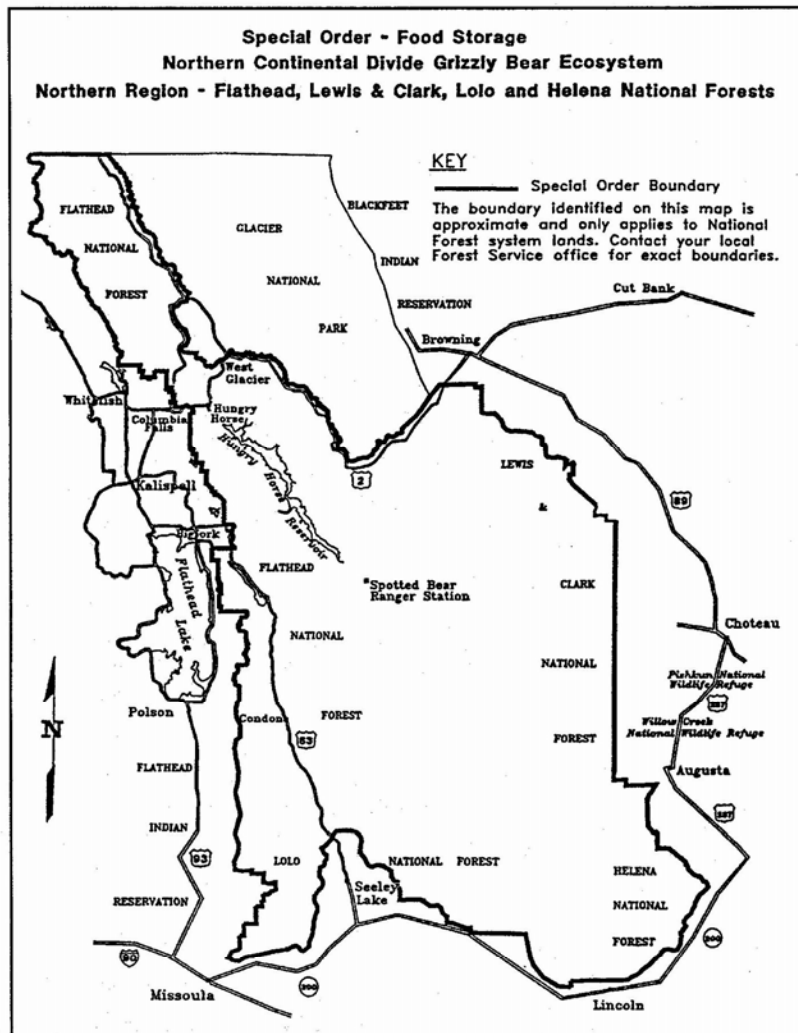 Special Order - Food Storage
Northern Continental Divide Grizzly Bear Ecosystem
Northern Region - Flathead, Lewis & Clark, Lolo and Helena National Forests
KEY
Special Order Boundary
The boundary identified on this map is
approximate and only applies to National
Forest system lands. Contact your local
Forest Service office for exact boundaries.
FLATHEAD
NATIONAL
FOREST
GLACIER
NATIONAL
PARK
BLACKFEET
INDIAN
RESERVATION
Cut Bank
Browning
West
Glacier
Whitefish
Columbia
Falls
Hungry
Horse
Hungry Horse Reservoir
Kalispell
Bigfork
Flathead
Lake
2
LEWIS
&
CLARK
NATIONAL
FOREST
89
FLATHEAD
NATIONAL
FOREST
Spotted Bear
Ranger Station
Choteau
Pishkun National
Wildlife Refuge
287
Willow Creek
National Wildlife Refuge
Augusta
287
N
Polson
Condon
83
FLATHEAD
INDIAN
RESERVATION
93
LOLO
NATIONAL FOREST
Seeley
Lake
HELENA
NATIONAL
FOREST
90
Missoula
200
200
Lincoln